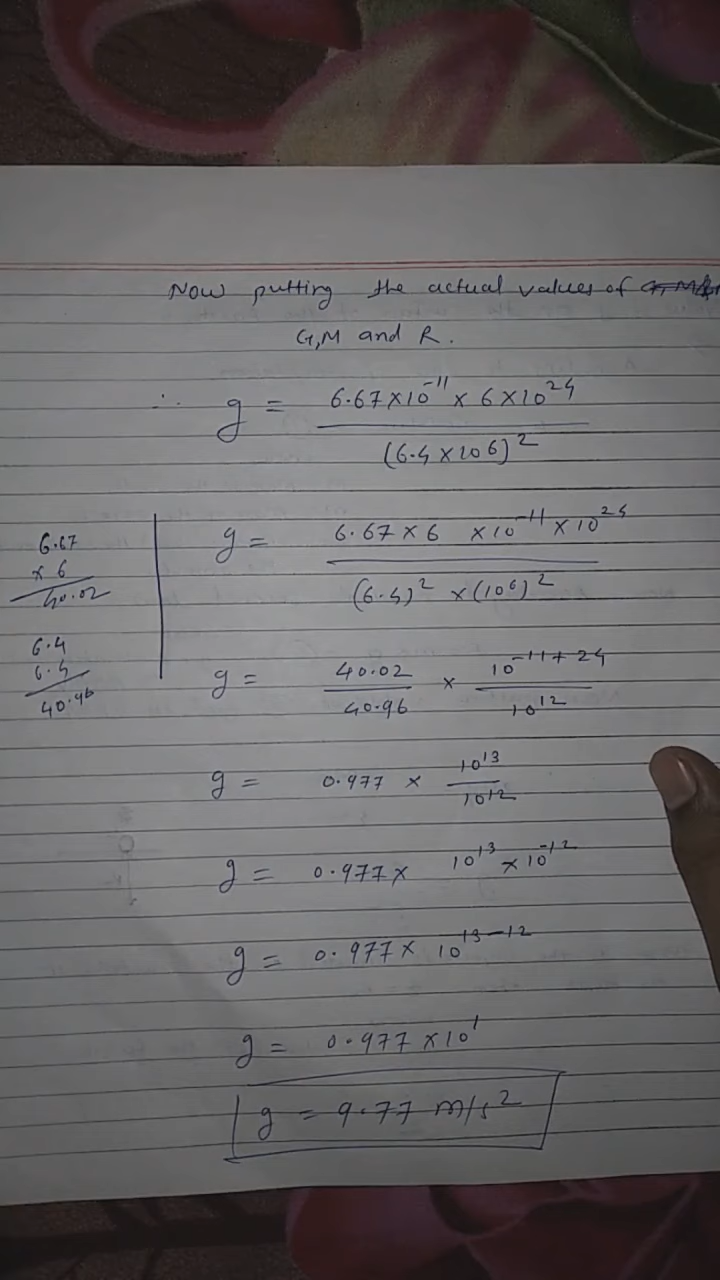 Now putting the actual values of
G,M and R.
∴ g = 6.67×10⁻¹¹ × 6×10²⁴ / (6.4×10⁶)²
6.67
× 6
40.02
g = 6.67 × 6 × 10⁻¹¹ × 10²⁴ / (6.4)² × (10⁶)²
6.4
6.4
40.96
g = 40.02 / 40.96 × 10⁻¹¹⁺²⁴ / 10¹²
g = 0.977 × 10¹³ / 10¹²
g = 0.977 × 10¹³ × 10⁻¹²
g = 0.977 × 10¹³⁻¹²
g = 0.977 × 10¹
g = 9.77 m/s²